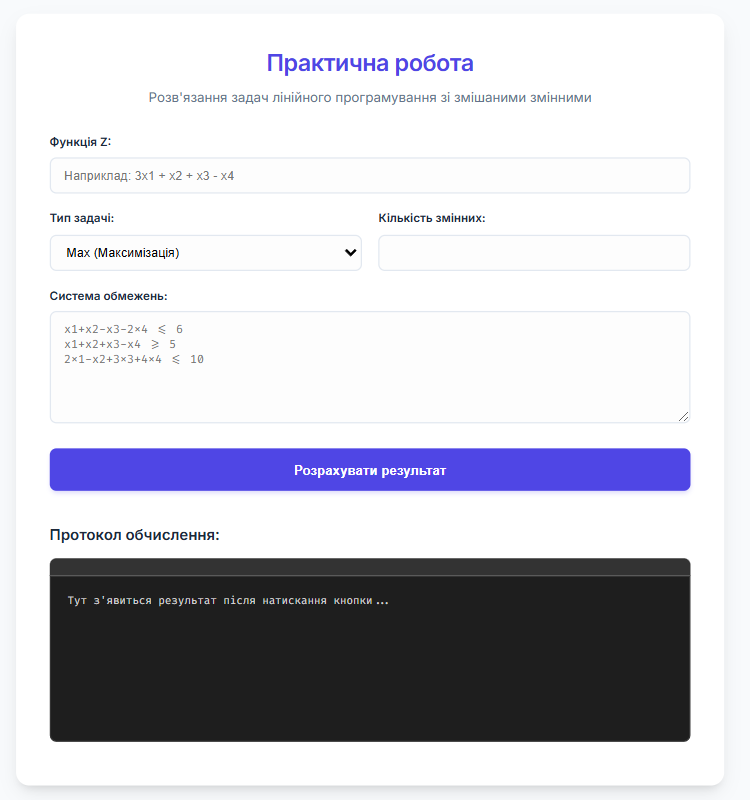 Практична робота
Розв'язання задач лінійного програмування зі змішаними змінними
Функція Z:
Наприклад: 3x1 + x2 + x3 - x4
Тип задачі:
Кількість змінних:
Max (Максимізація)
Система обмежень:
x1+x2-x3-2×4 ≤ 6
x1+x2+x3-x4 ≥ 5
2×1-x2+3×3+4×4 ≤ 10
Розрахувати результат
Протокол обчислення:
Тут з'явиться результат після натискання кнопки...